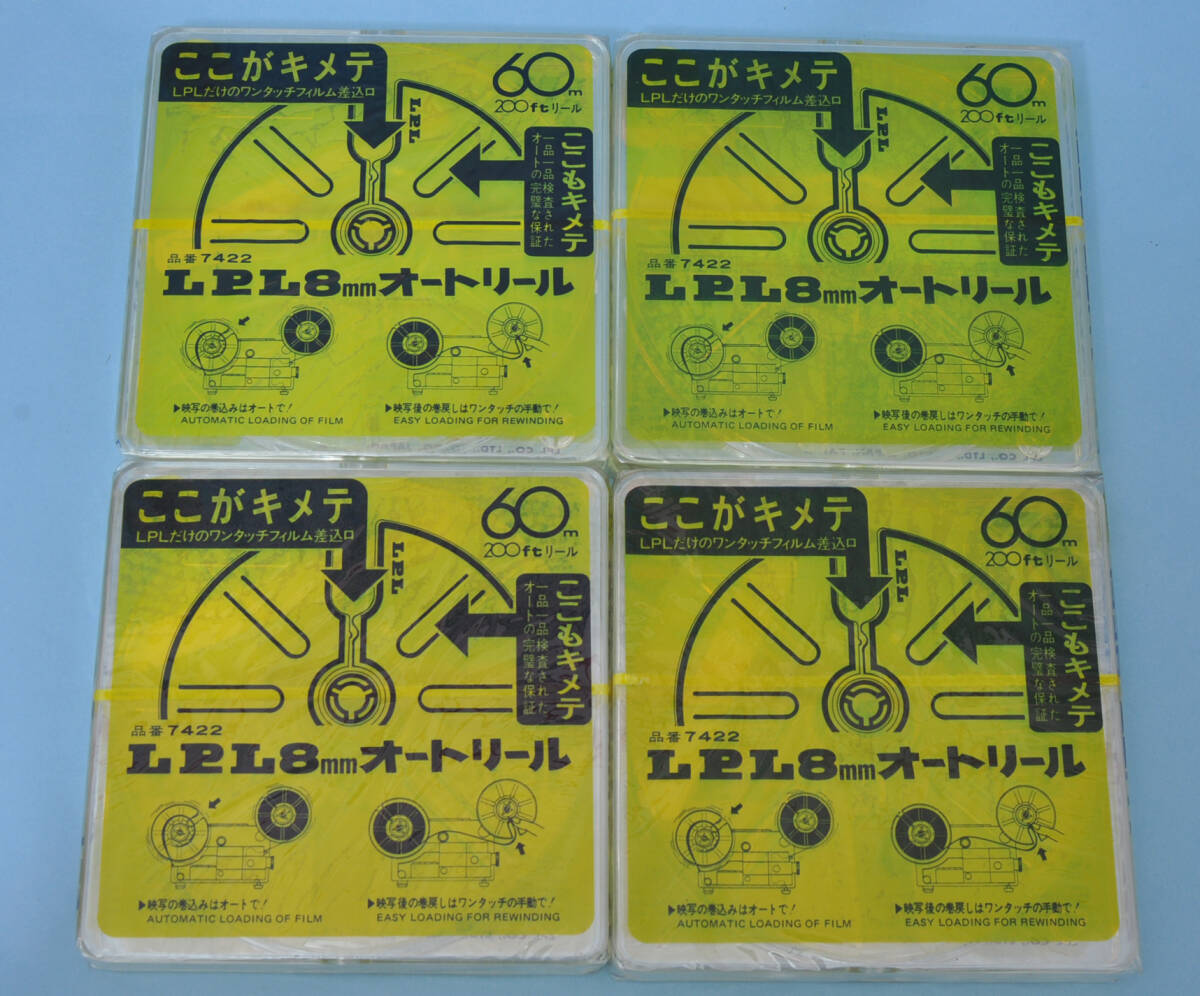 ここがキメテ
LPLだけのワンタッチフィルム差込口
60m
200ftリール
LPL
ここもキメテ
一品一品検査された
オートの完璧な保証
品番7422
LPL8mmオートリール
▶映写の巻込みはオートで!
AUTOMATIC LOADING OF FILM
▶映写後の巻戻しはワンタッチの手動で!
EASY LOADING FOR REWINDING
ここがキメテ
LPLだけのワンタッチフィルム差込口
60m
200ftリール
LPL
ここもキメテ
一品一品検査された
オートの完璧な保証
品番7422
LPL8mmオートリール
▶映写の巻込みはオートで!
AUTOMATIC LOADING OF FILM
▶映写後の巻戻しはワンタッチの手動で!
EASY LOADING FOR REWINDING
ここがキメテ
LPLだけのワンタッチフィルム差込口
60m
200ftリール
LPL
ここもキメテ
一品一品検査された
オートの完璧な保証
品番7422
LPL8mmオートリール
▶映写の巻込みはオートで!
AUTOMATIC LOADING OF FILM
▶映写後の巻戻しはワンタッチの手動で!
EASY LOADING FOR REWINDING
ここがキメテ
LPLだけのワンタッチフィルム差込口
60m
200ftリール
LPL
ここもキメテ
一品一品検査された
オートの完璧な保証
品番7422
LPL8mmオートリール
▶映写の巻込みはオートで!
AUTOMATIC LOADING OF FILM
▶映写後の巻戻しはワンタッチの手動で!
EASY LOADING FOR REWINDING